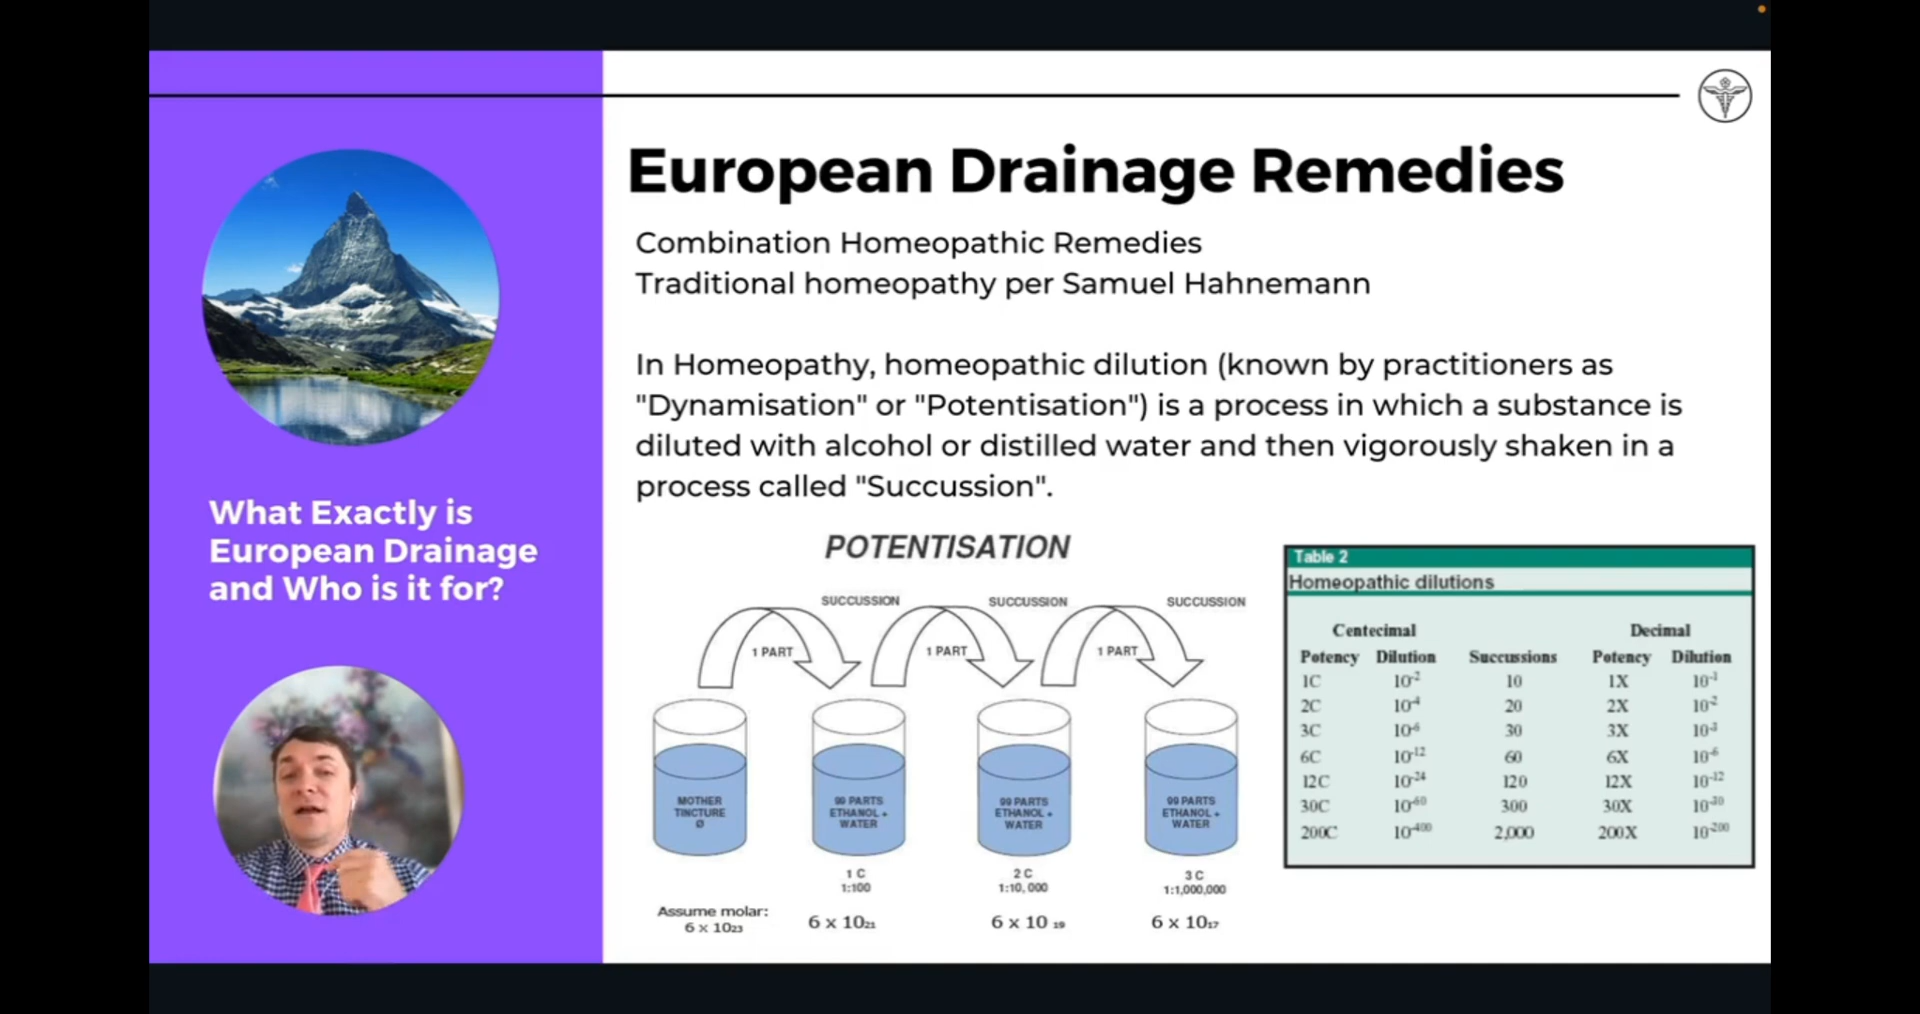 European Drainage Remedies
Combination Homeopathic Remedies
Traditional homeopathy per Samuel Hahnemann
In Homeopathy, homeopathic dilution (known by practitioners as
"Dynamisation" or "Potentisation") is a process in which a substance is
diluted with alcohol or distilled water and then vigorously shaken in a
process called "Succussion".
What Exactly is
European Drainage
and Who is it for?
POTENTISATION
SUCCUSSION SUCCUSSION SUCCUSSION
1 PART 1 PART 1 PART
MOTHER
TINCTURE
Ø
99 PARTS
ETHANOL +
WATER
99 PARTS
ETHANOL +
WATER
99 PARTS
ETHANOL +
WATER
1 C
1:100
2 C
1:10, 000
3 C
1:1,000,000
Assume molar:
6 x 10₂₃
6 x 10₂₁
6 x 10 ₁₉
6 x 10₁₇
Table 2
Homeopathic dilutions
Centecimal Decimal
Potency Dilution Succussions Potency Dilution
1C 10⁻² 10 1X 10⁻¹
2C 10⁻⁴ 20 2X 10⁻²
3C 10⁻⁶ 30 3X 10⁻³
6C 10⁻¹² 60 6X 10⁻⁶
12C 10⁻²⁴ 120 12X 10⁻¹²
30C 10⁻⁶⁰ 300 30X 10⁻³⁰
200C 10⁻⁴⁰⁰ 2,000 200X 10⁻²⁰⁰